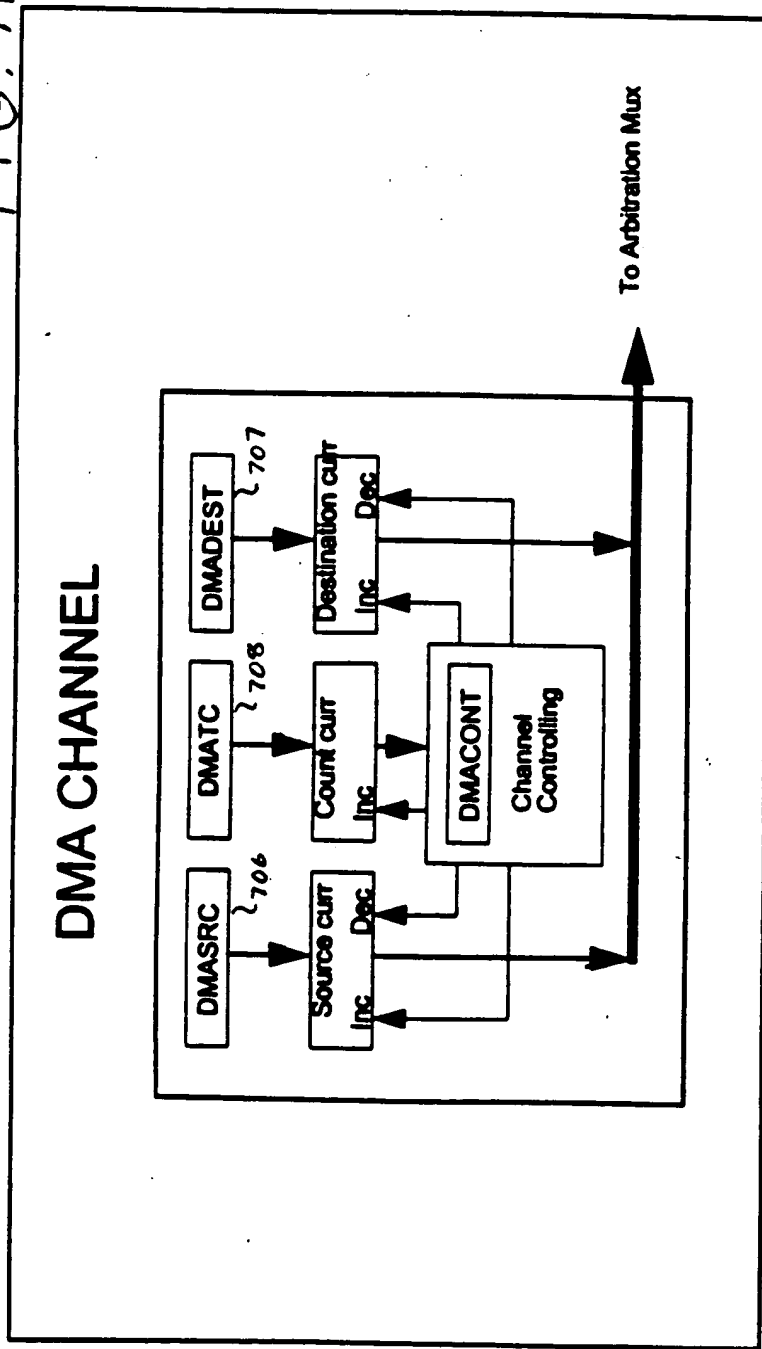 DMA CHANNEL
DMASRC
706
DMATC
708
DMADEST
707
Source curr
Inc
Dec
Count curr
Inc
Destination curr
Inc
Dec
DMACONT
Channel
Controlling
To Arbitration Mux